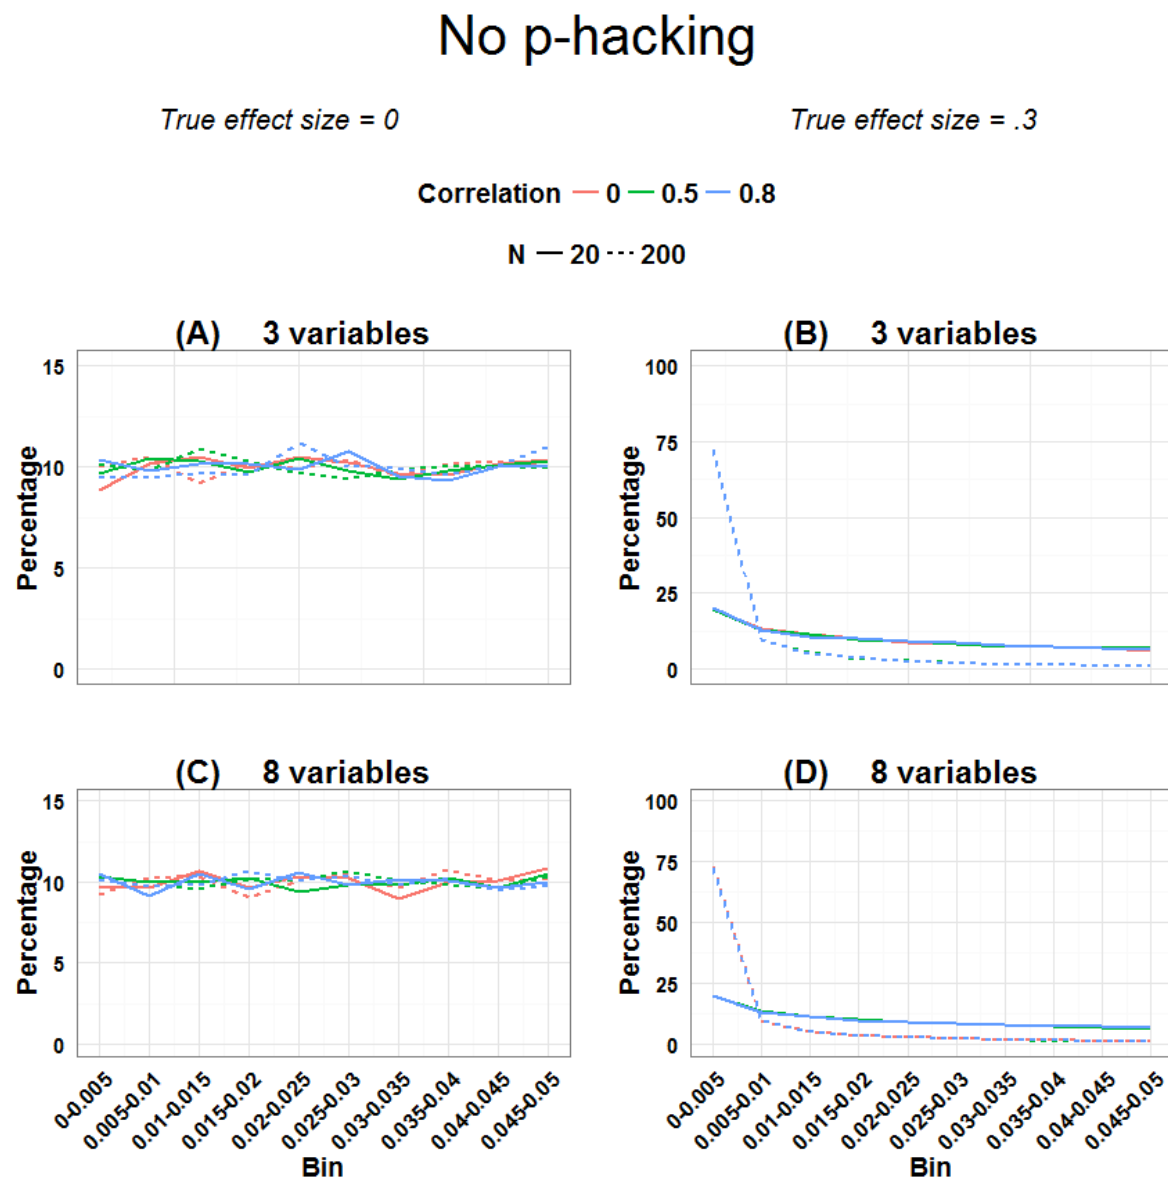 No p-hacking
True effect size = 0
True effect size = .3
Correlation 0 0.5 0.8
N 20 200
(A) 3 variables
15
10
5
0
Percentage
(B) 3 variables
100
75
50
25
0
Percentage
(C) 8 variables
15
10
5
0
Percentage
0-0.005
0.005-0.01
0.01-0.015
0.015-0.02
0.02-0.025
0.025-0.03
0.03-0.035
0.035-0.04
0.04-0.045
0.045-0.05
Bin
(D) 8 variables
100
75
50
25
0
Percentage
0-0.005
0.005-0.01
0.01-0.015
0.015-0.02
0.02-0.025
0.025-0.03
0.03-0.035
0.035-0.04
0.04-0.045
0.045-0.05
Bin